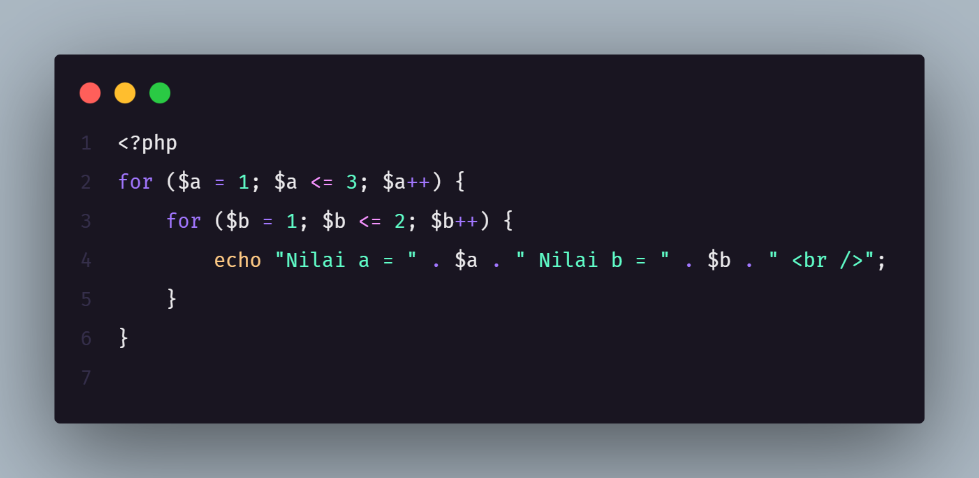 1 <?php
2 for ($a = 1; $a <= 3; $a++) {
3     for ($b = 1; $b <= 2; $b++) {
4         echo "Nilai a = " . $a . " Nilai b = " . $b . " <br />";
5     }
6 }
7